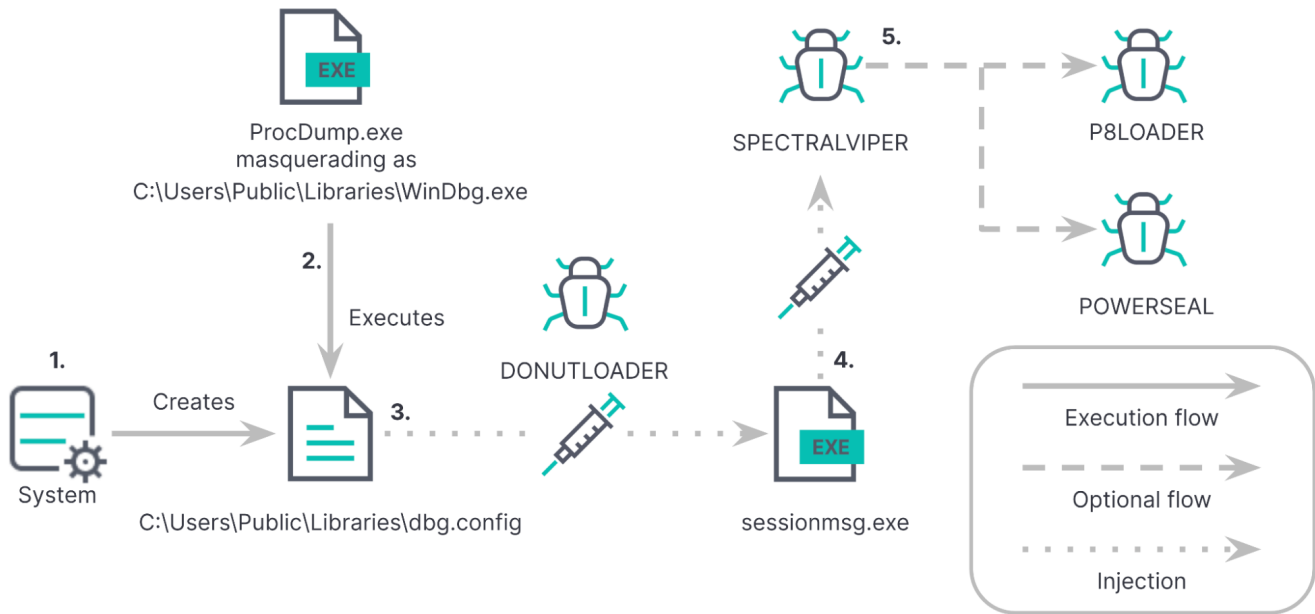 EXE
ProcDump.exe
masquerading as
C:\Users\Public\Libraries\WinDbg.exe
2.
Executes
1.
System
Creates
C:\Users\Public\Libraries\dbg.config
3.
DONUTLOADER
EXE
sessionmsg.exe
4.
SPECTRALVIPER
5.
P8LOADER
POWERSEAL
Execution flow
Optional flow
Injection